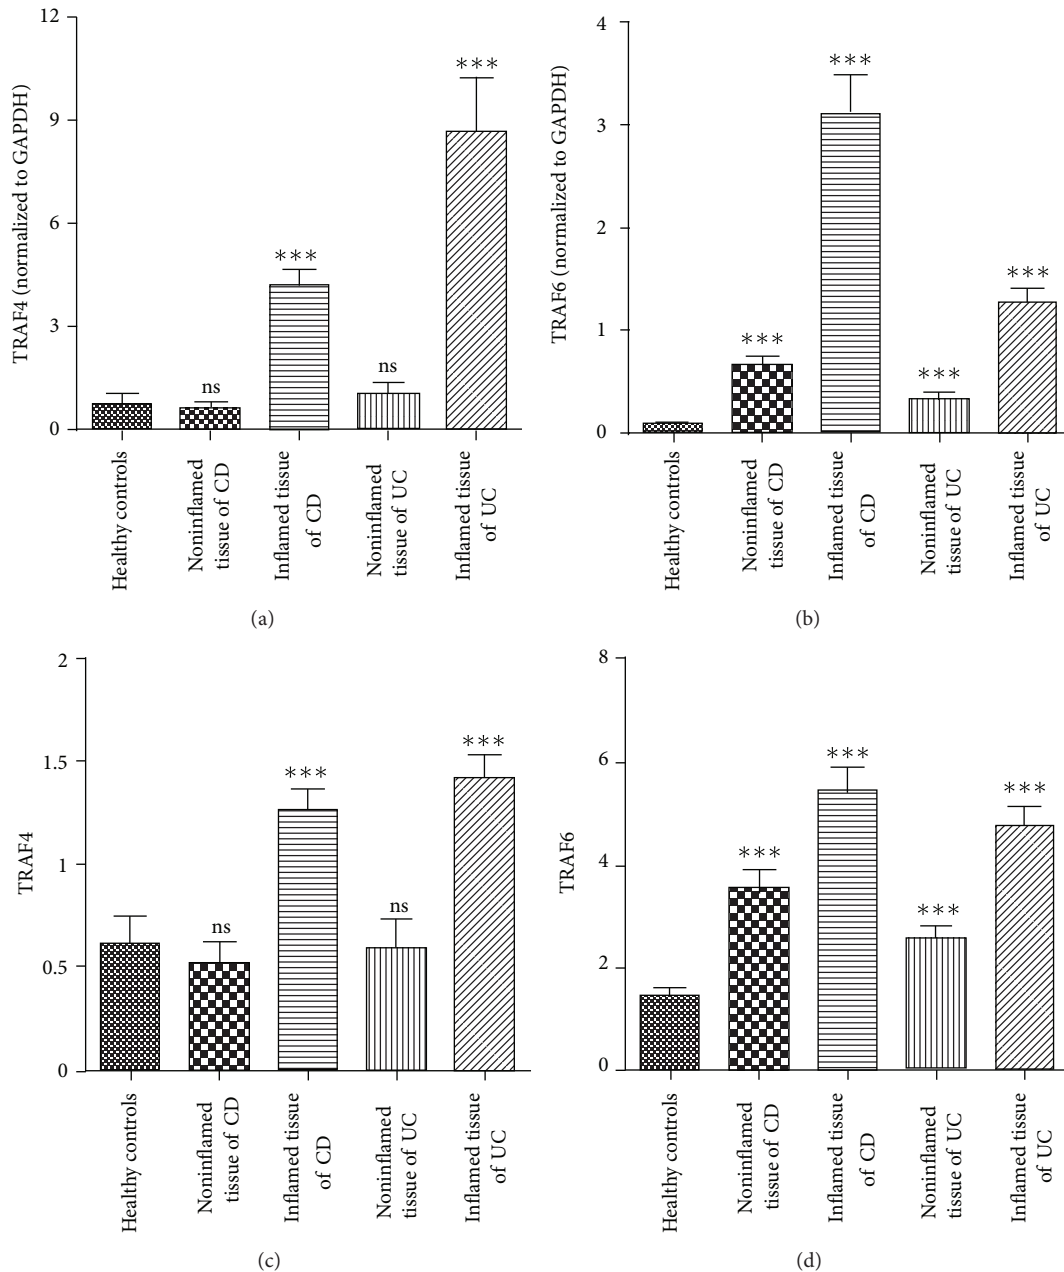 12
9
6
3
0
TRAF4 (normalized to GAPDH)
ns
***
ns
***
Healthy controls
Noninflamed
tissue of CD
Inflamed tissue
of CD
Noninflamed
tissue of UC
Inflamed tissue
of UC
(a)
4
3
2
1
0
TRAF6 (normalized to GAPDH)
***
***
***
***
Healthy controls
Noninflamed
tissue of CD
Inflamed tissue
of CD
Noninflamed
tissue of UC
Inflamed tissue
of UC
(b)
2
1.5
1
0.5
0
TRAF4
ns
***
ns
***
Healthy controls
Noninflamed
tissue of CD
Inflamed tissue
of CD
Noninflamed
tissue of UC
Inflamed tissue
of UC
(c)
8
6
4
2
0
TRAF6
***
***
***
***
Healthy controls
Noninflamed
tissue of CD
Inflamed tissue
of CD
Noninflamed
tissue of UC
Inflamed tissue
of UC
(d)